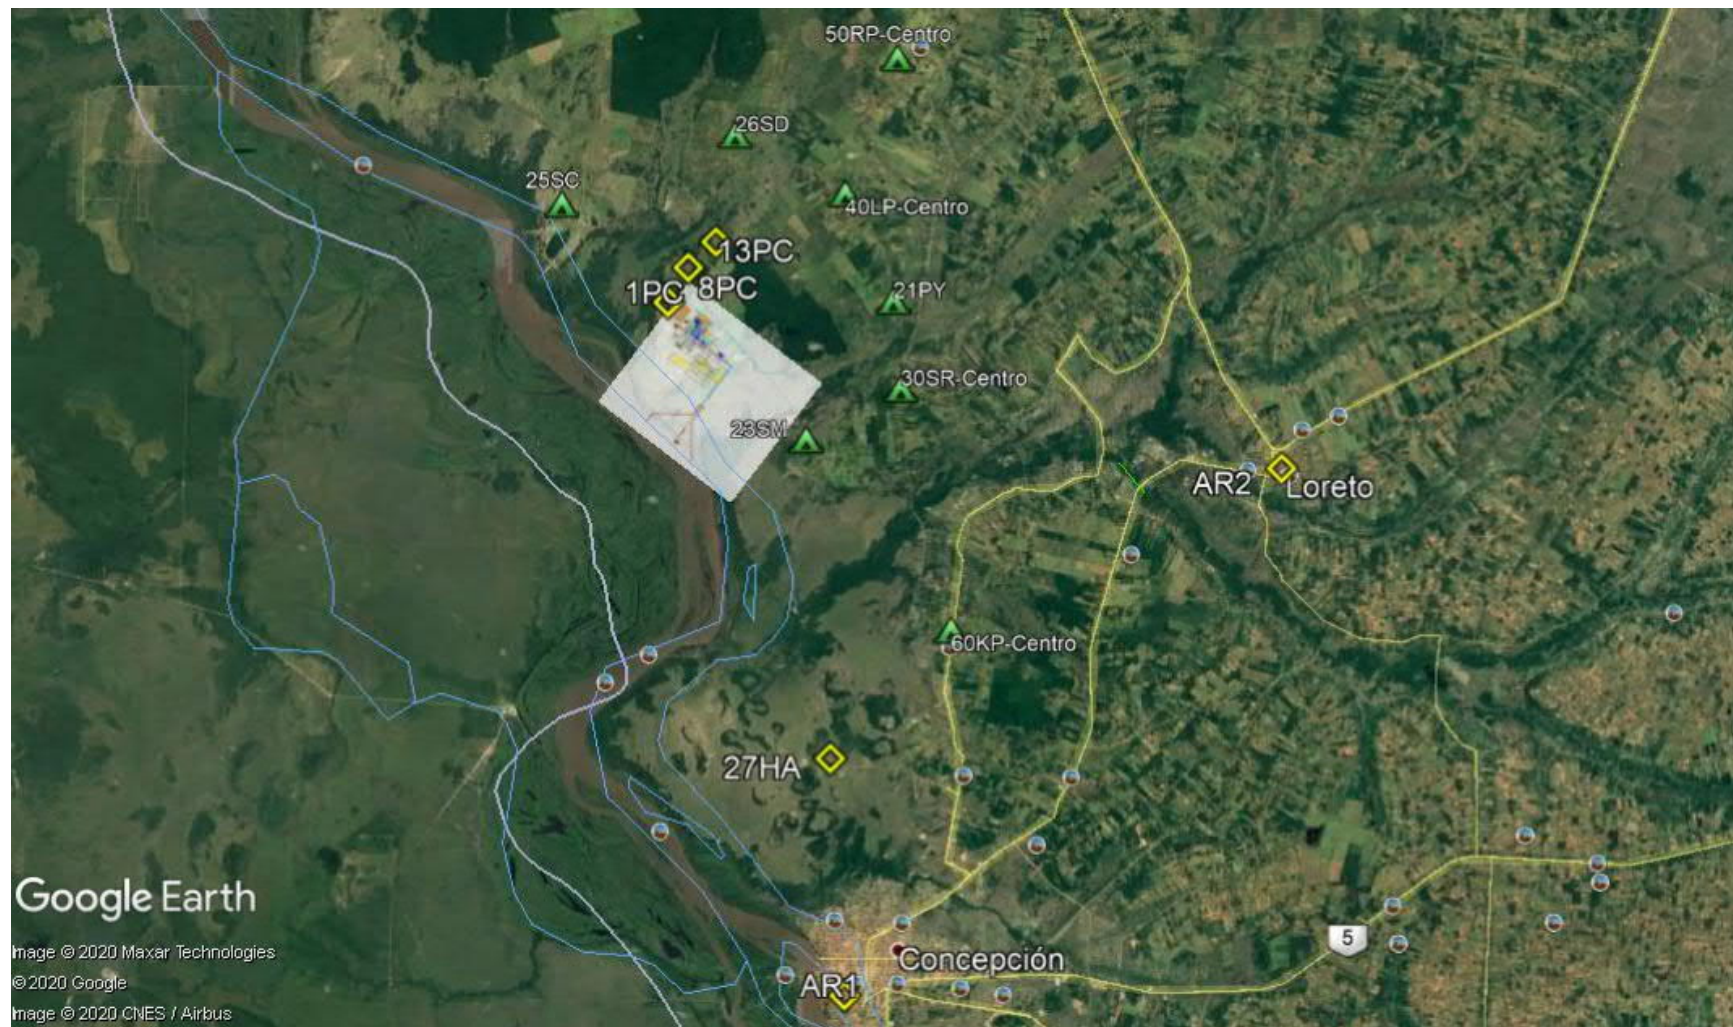 50RP-Centro
26SD
25SC
40LP-Centro
13PC
8PC
1PC
21PY
30SR-Centro
23SM
AR2
Loreto
60KP-Centro
27HA
5
Concepción
AR1
Google Earth
Image © 2020 Maxar Technologies
© 2020 Google
Image © 2020 CNES / Airbus